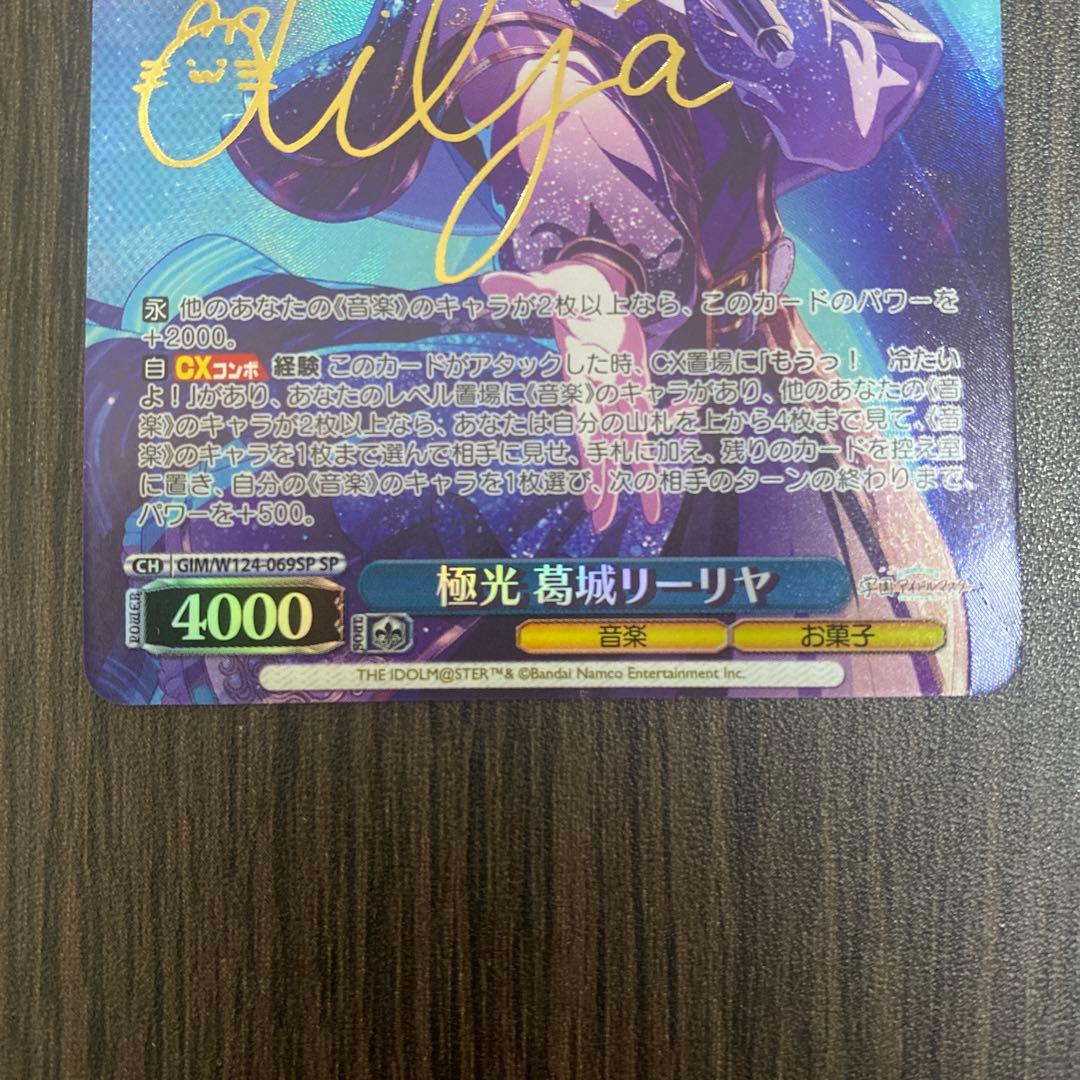 Lilja
永 他のあなたの《音楽》のキャラが2枚以上なら、このカードのパワーを
+2000。
自 CXコンボ 経験 このカードがアタックした時、CX置場に「もうっ！ 冷たい
よ！」があり、あなたのレベル置場に《音楽》のキャラがあり、他のあなたの《音
楽》のキャラが2枚以上なら、あなたは自分の山札を上から4枚まで見て、《音
楽》のキャラを1枚まで選んで相手に見せ、手札に加え、残りのカードを控え室
に置き、自分の《音楽》のキャラを1枚選び、次の相手のターンの終わりまで、
パワーを+500。
CH GIM/W124-069SP SP
極光 葛城リーリヤ
学園アイドルマスター
POWER 4000 SOUL
音楽 お菓子
THE IDOLM@STER™& ©Bandai Namco Entertainment Inc.